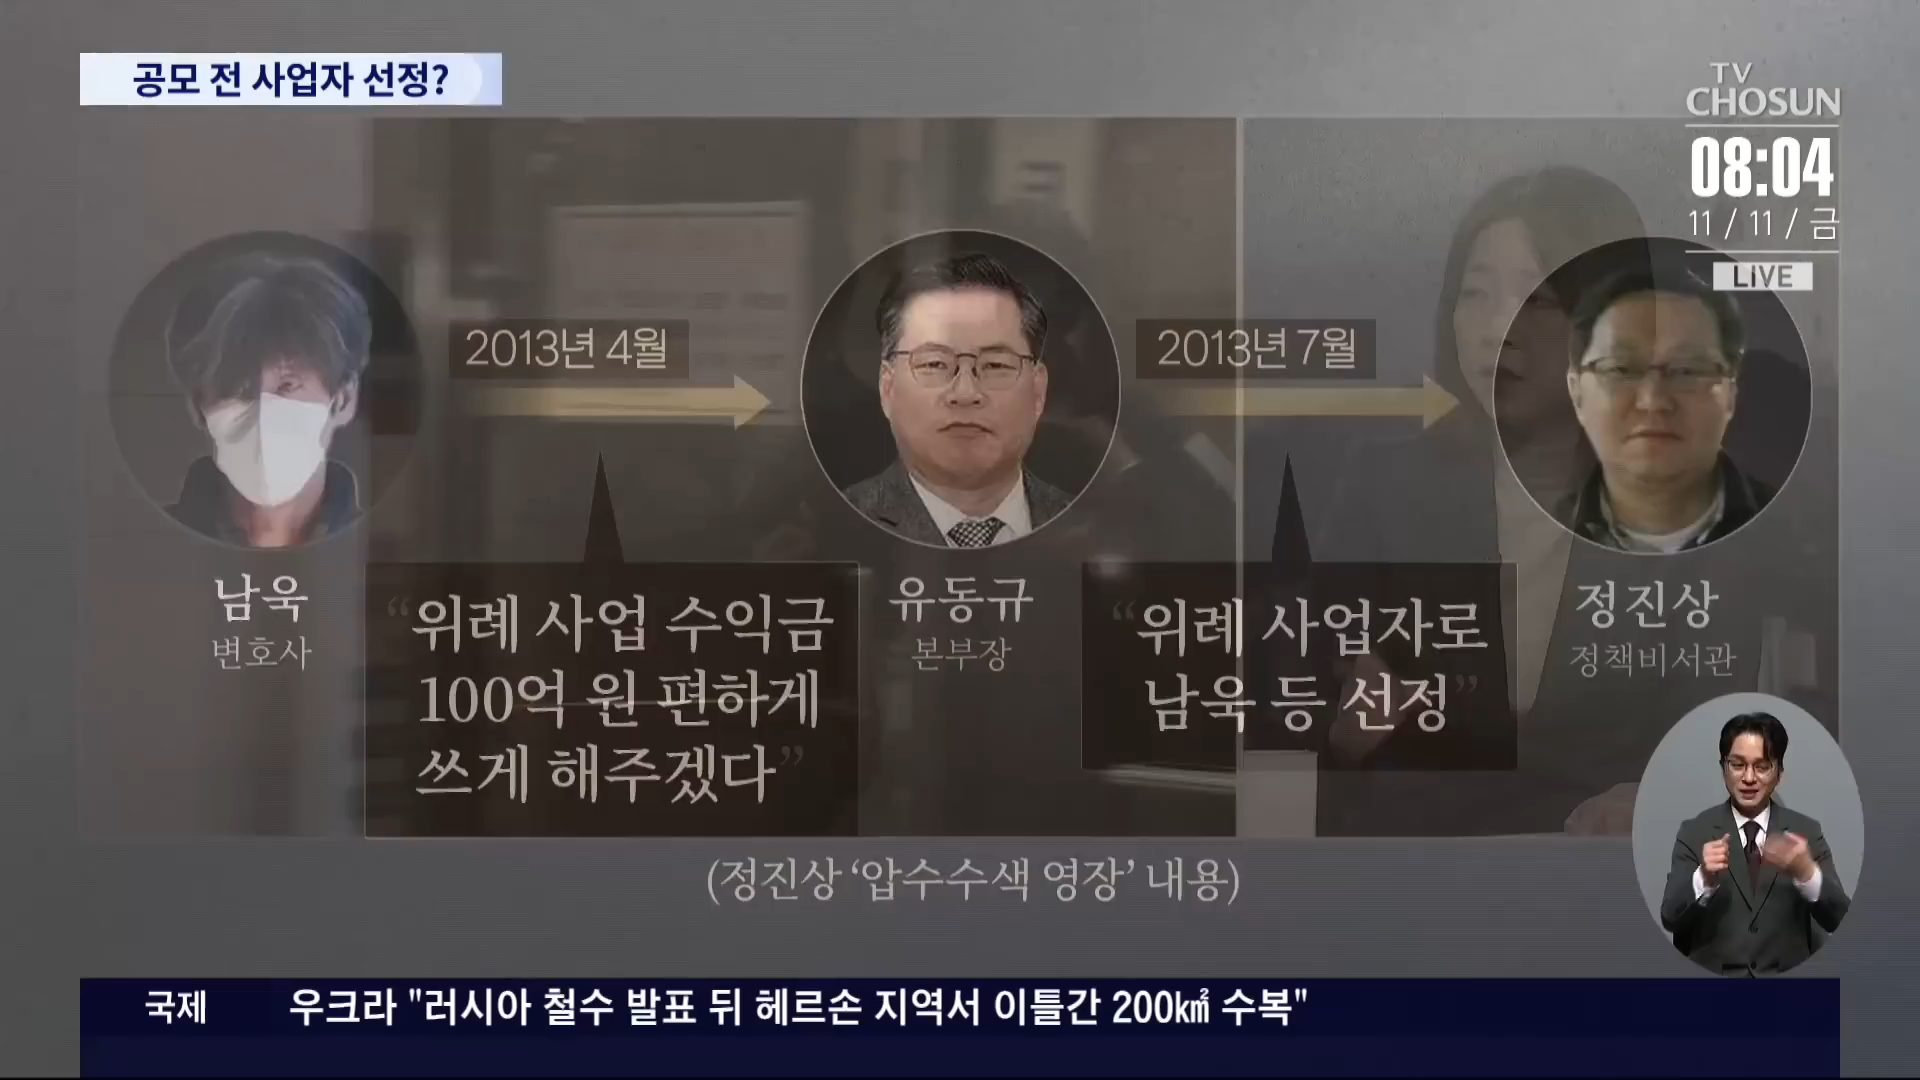 공모 전 사업자 선정?
TV
CHOSUN
08:04
11 / 11 / 금
LIVE
2013년 4월
2013년 7월
남욱
변호사
“위례 사업 수익금
100억 원 편하게
쓰게 해주겠다”
유동규
본부장
“위례 사업자로
남욱 등 선정”
정진상
정책비서관
(정진상 ‘압수수색 영장’ 내용)
국제 우크라 "러시아 철수 발표 뒤 헤르손 지역서 이틀간 200㎢ 수복"